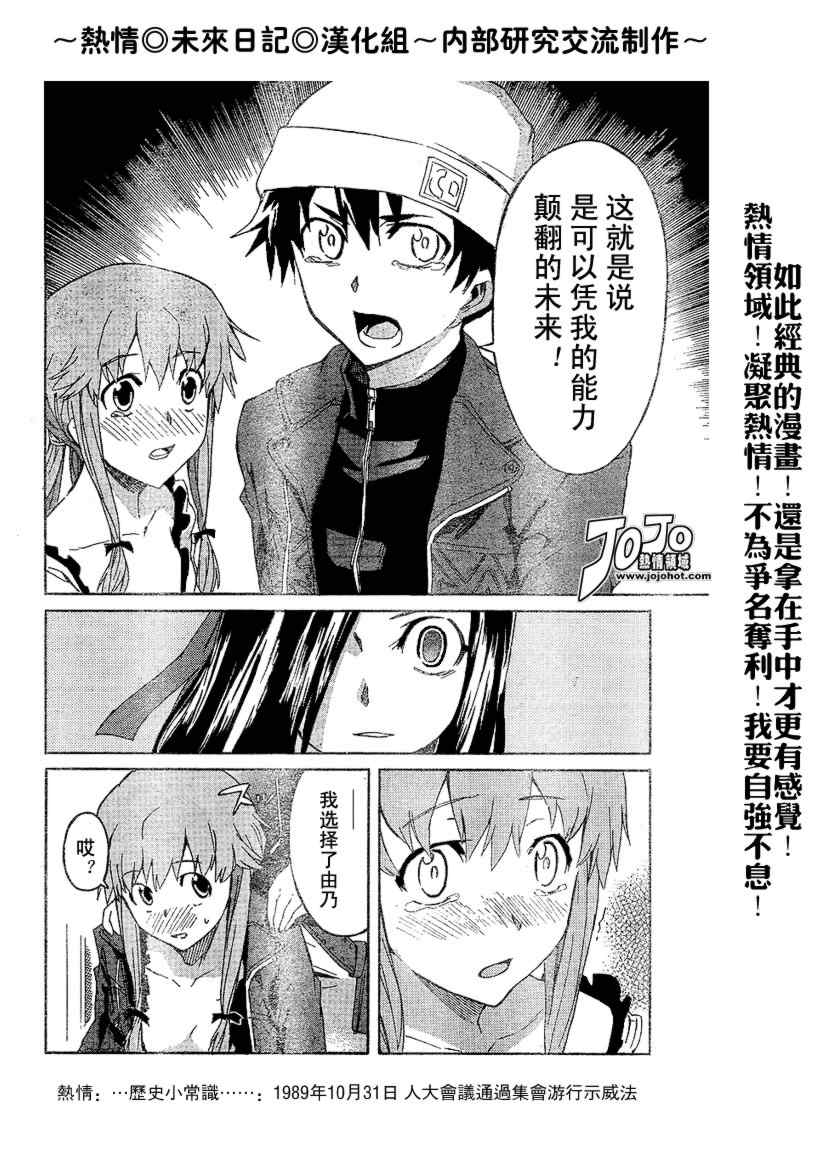 ～熱情◎未來日記◎漢化組～内部研究交流制作～
这就是说
是可以凭我的能力
颠翻的未来！
JOJO
熱情領域
www.jojohot.com
如此經典的漫畫！還是拿在手中才更有感覺！
熱情領域！凝聚熱情！不為爭名奪利！我要自強不息！
我选择了由乃
哎？
熱情：…歷史小常識……：1989年10月31日 人大會議通過集會游行示威法